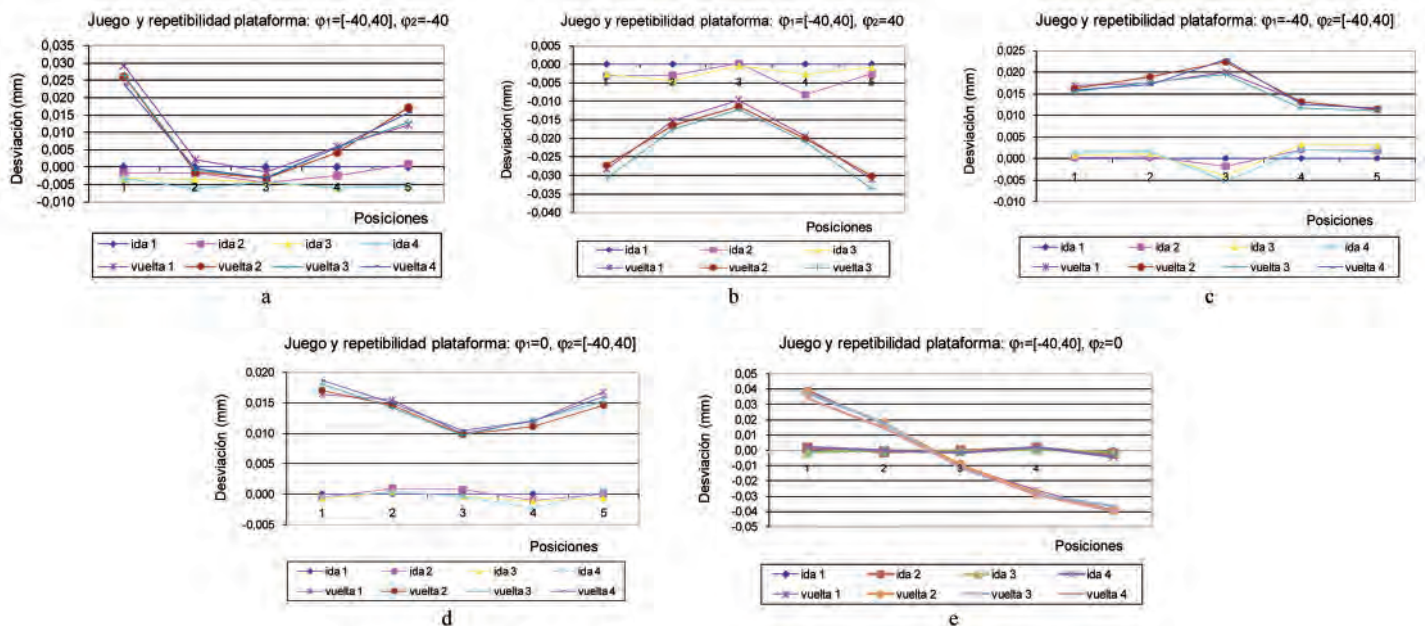 Juego y repetibilidad plataforma: φ1=[-40,40], φ2=-40
Desviación (mm)
0,035
0,030
0,025
0,020
0,015
0,010
0,005
0,000
-0,005
-0,010
1 2 3 4 5
Posiciones
ida 1 ida 2 ida 3 ida 4
vuelta 1 vuelta 2 vuelta 3 vuelta 4
a
Juego y repetibilidad plataforma: φ1=[-40,40], φ2=40
Desviación (mm)
0,005
0,000
-0,005
-0,010
-0,015
-0,020
-0,025
-0,030
-0,035
-0,040
1 2 3 4 5
Posiciones
ida 1 ida 2 ida 3
vuelta 1 vuelta 2 vuelta 3
b
Juego y repetibilidad plataforma: φ1=-40, φ2=[-40,40]
Desviación (mm)
0,025
0,020
0,015
0,010
0,005
0,000
-0,005
-0,010
1 2 3 4 5
Posiciones
ida 1 ida 2 ida 3 ida 4
vuelta 1 vuelta 2 vuelta 3 vuelta 4
c
Juego y repetibilidad plataforma: φ1=0, φ2=[-40,40]
Desviación (mm)
0,020
0,015
0,010
0,005
0,000
-0,005
1 2 3 4 5
Posiciones
ida 1 ida 2 ida 3 ida 4
vuelta 1 vuelta 2 vuelta 3 vuelta 4
d
Juego y repetibilidad plataforma: φ1=[-40,40], φ2=0
Desviación (mm)
0,05
0,04
0,03
0,02
0,01
0,00
-0,01
-0,02
-0,03
-0,04
-0,05
1 2 3 4
Posiciones
ida 1 ida 2 ida 3 ida 4
vuelta 1 vuelta 2 vuelta 3 vuelta 4
e